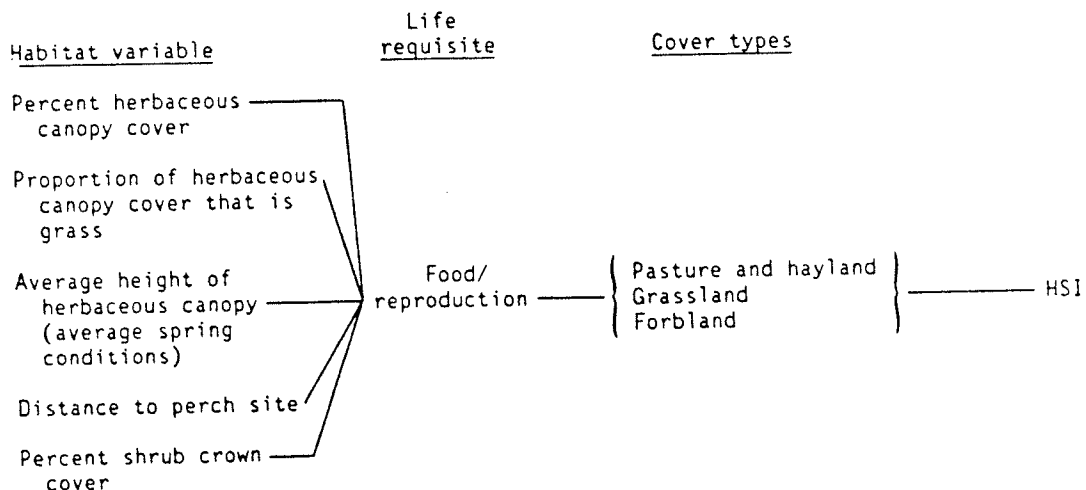 Habitat variable
Life
requisite
Cover types
Percent herbaceous
canopy cover
Proportion of herbaceous
canopy cover that is
grass
Average height of
herbaceous canopy
(average spring
conditions)
Distance to perch site
Percent shrub crown
cover
Food/
reproduction
Pasture and hayland
Grassland
Forbland
HSI